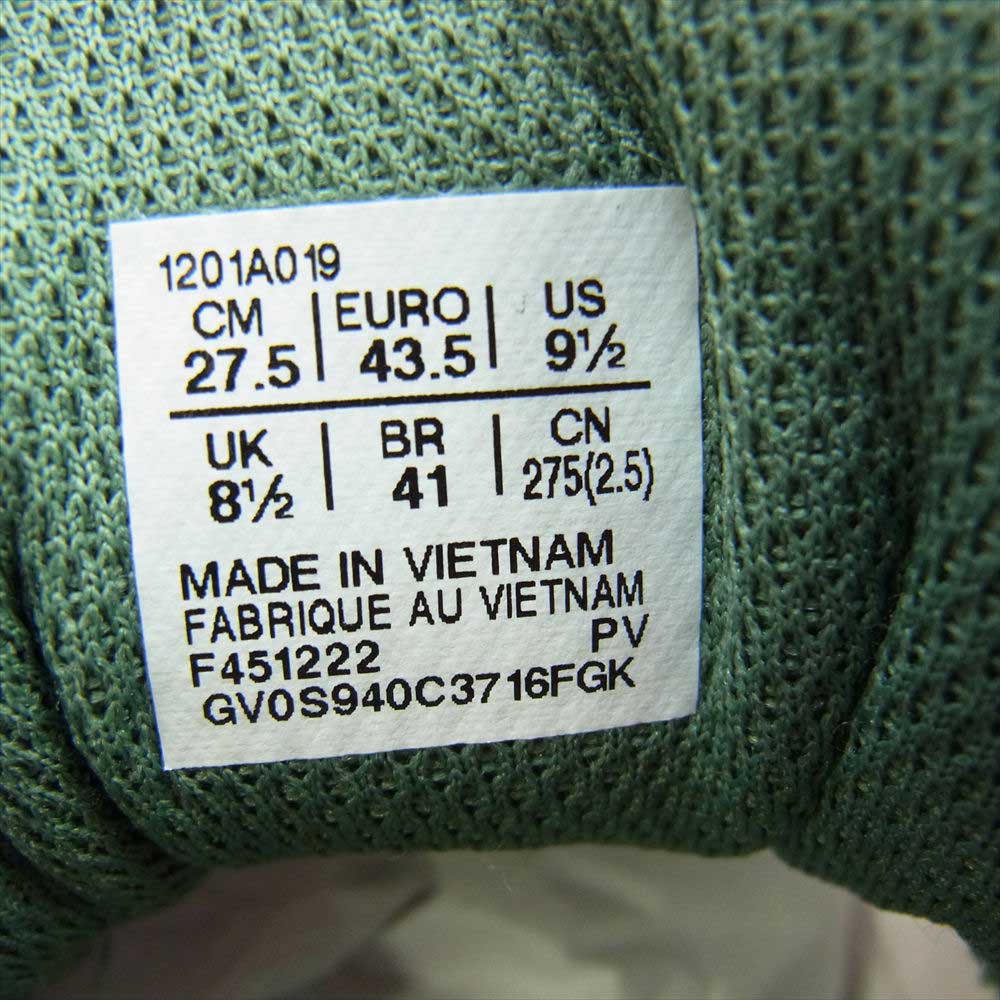 1201A019
CM EURO US
27.5 43.5 9½
UK BR CN
8½ 41 275(2.5)
MADE IN VIETNAM
FABRIQUE AU VIETNAM
F451222 PV
GV0S940C3716FGK